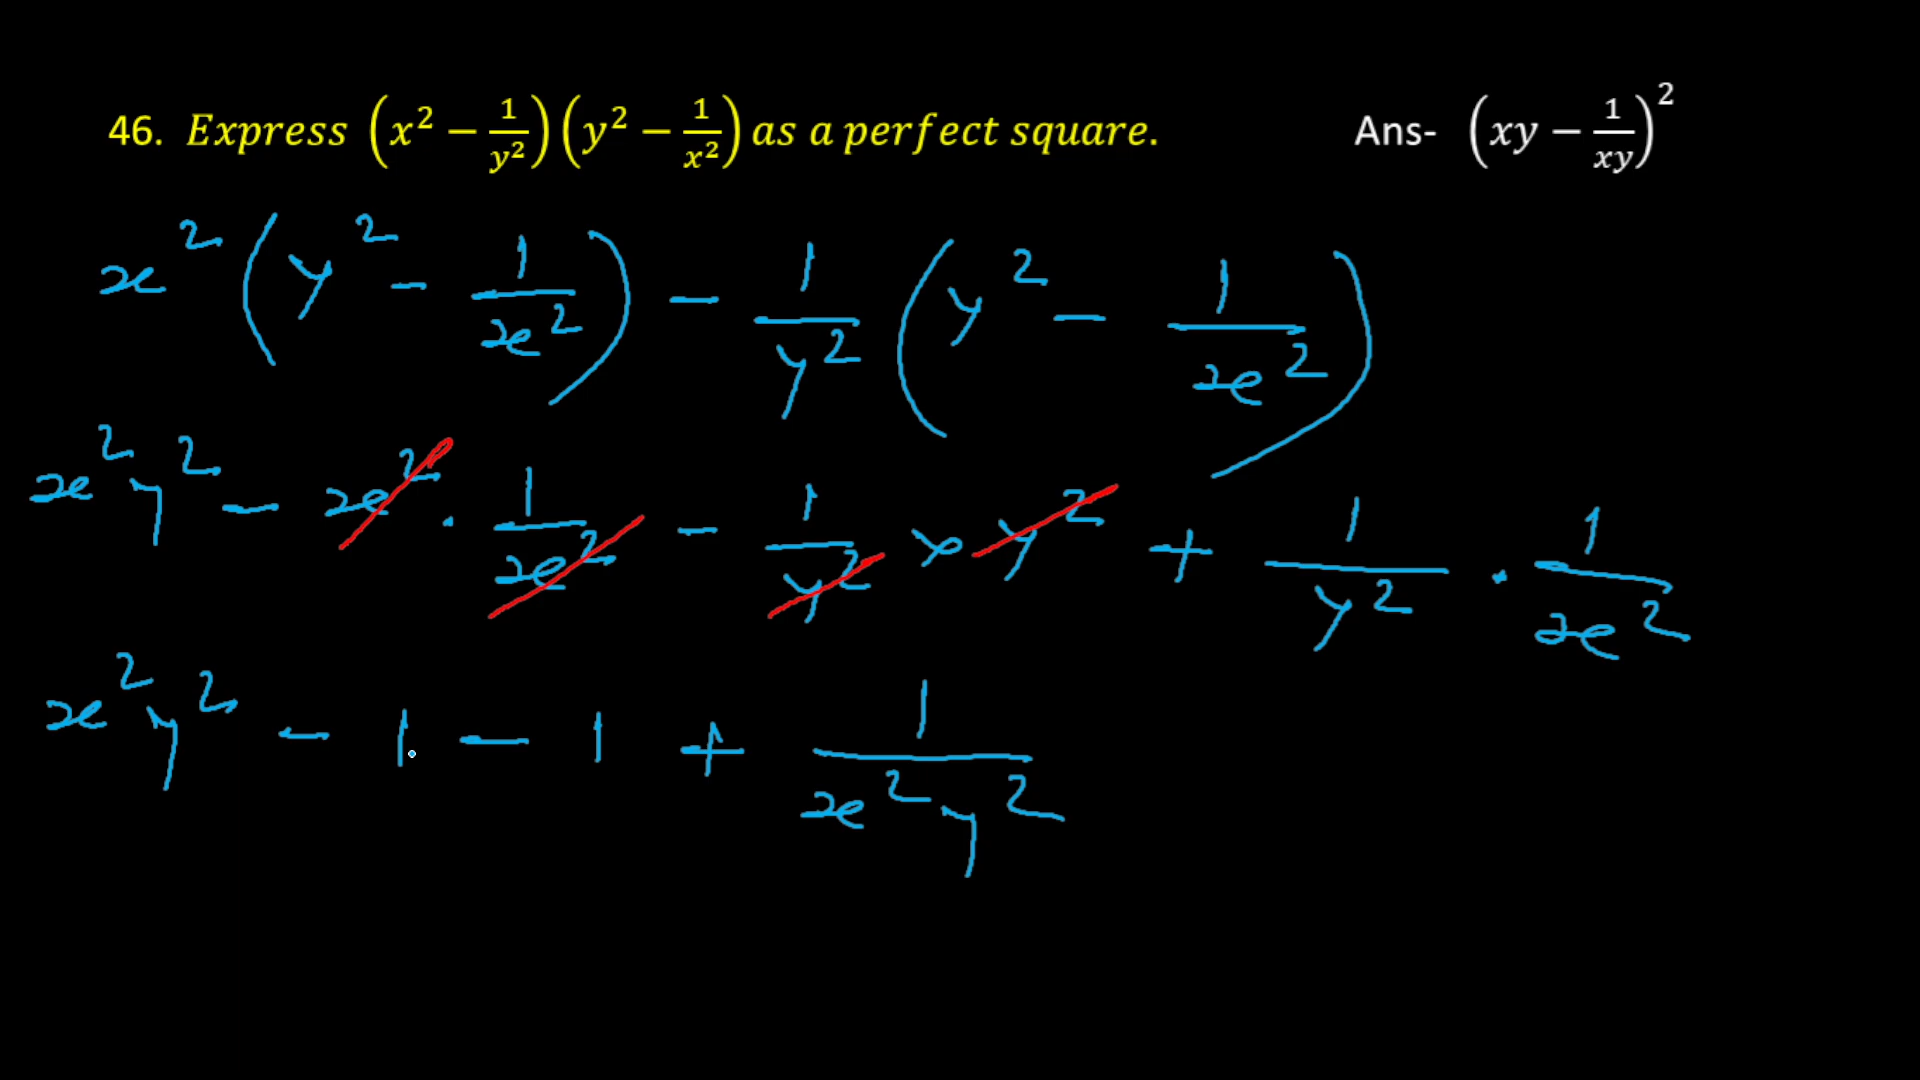 46. Express (x² − 1/y²)(y² − 1/x²) as a perfect square. Ans- (xy − 1/xy)²
x² (y² − 1/x²) − 1/y² (y² − 1/x²)
x²y² − x² · 1/x² − 1/y² × y² + 1/y² · 1/x²
x²y² − 1 − 1 + 1/x²y²